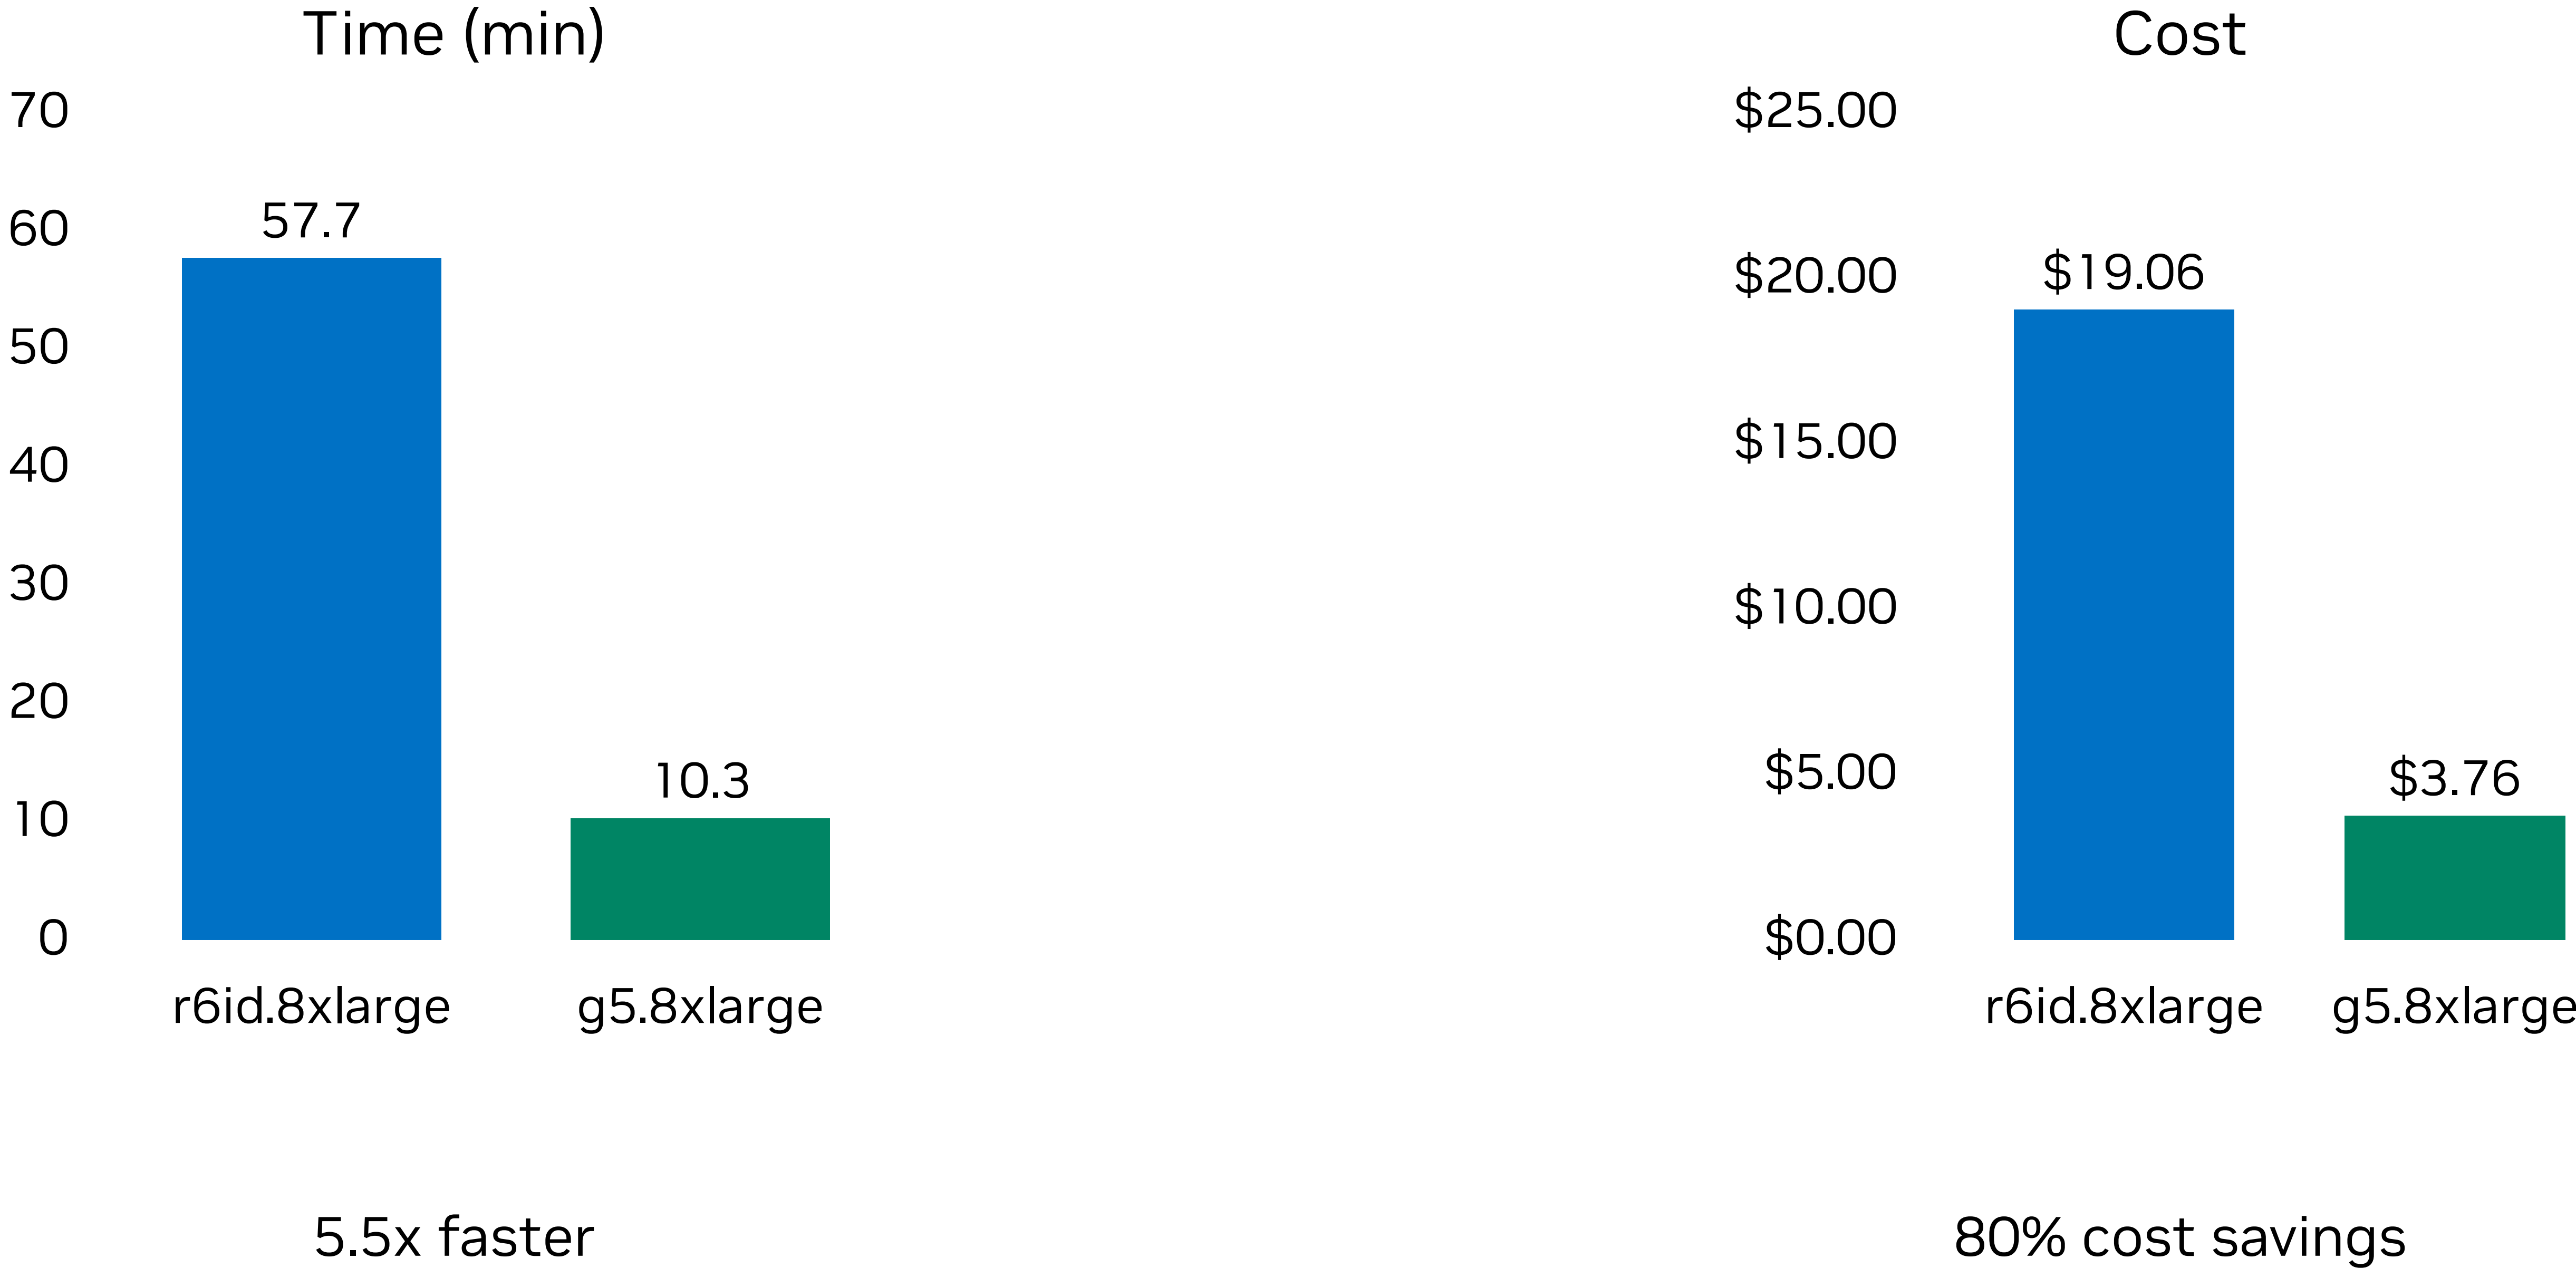 Time (min)
70
60
50
40
30
20
10
0
57.7
10.3
r6id.8xlarge
g5.8xlarge
5.5x faster
Cost
$25.00
$20.00
$15.00
$10.00
$5.00
$0.00
$19.06
$3.76
r6id.8xlarge
g5.8xlarge
80% cost savings